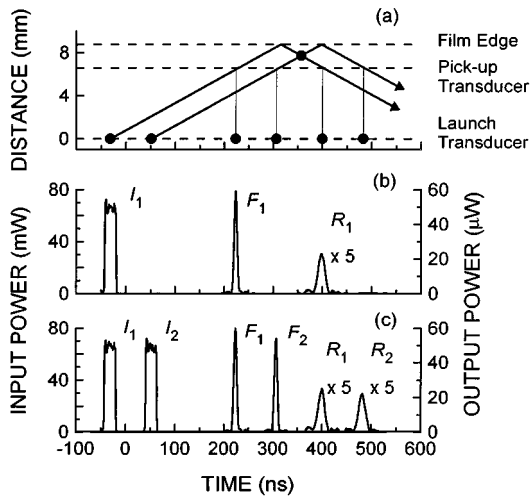 (a)
DISTANCE (mm)
8
4
0
Film Edge
Pick-up
Transducer
Launch
Transducer
(b)
INPUT POWER (mW)
80
40
0
I1
F1
R1
x 5
60
40
20
0
OUTPUT POWER (μW)
(c)
80
40
0
I1 I2
F1 F2
R1 R2
x 5 x 5
60
40
20
0
-100 0 100 200 300 400 500 600
TIME (ns)